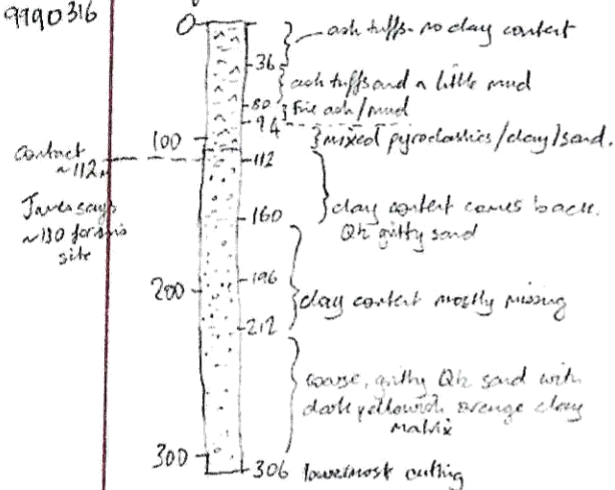 9990316
0
ash tuffs - no clay content
36
ash tuffs and a little mud
80
fine ash/mud
94
mixed pyroclastics/clay/sand.
100
contact
~112m
112
James says
~130 for this
site
clay content comes back.
Qtz gritty sand
160
196
200
clay content mostly missing
212
coarse, gritty Qtz sand with
dark yellowish orange clay
matrix
300
306 lowermost cutting